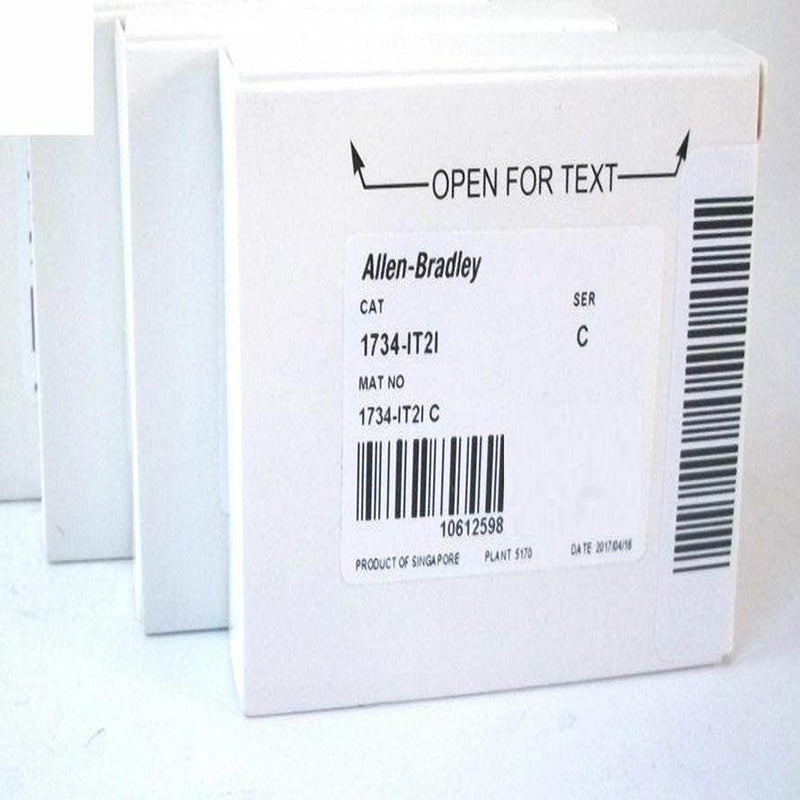 OPEN FOR TEXT
Allen-Bradley
CAT SER
1734-IT2I C
MAT NO
1734-IT2I C
10612598
PRODUCT OF SINGAPORE PLANT 5170 DATE 2017/04/16